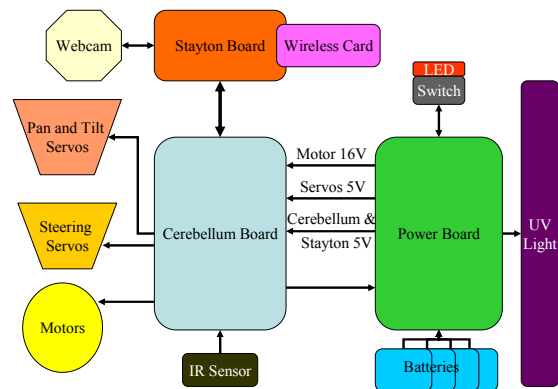 Webcam
Stayton Board
Wireless Card
LED
Switch
Pan and Tilt
Servos
Motor 16V
Servos 5V
Cerebellum &
Stayton 5V
Steering
Servos
Cerebellum Board
Power Board
UV
Light
Motors
IR Sensor
Batteries